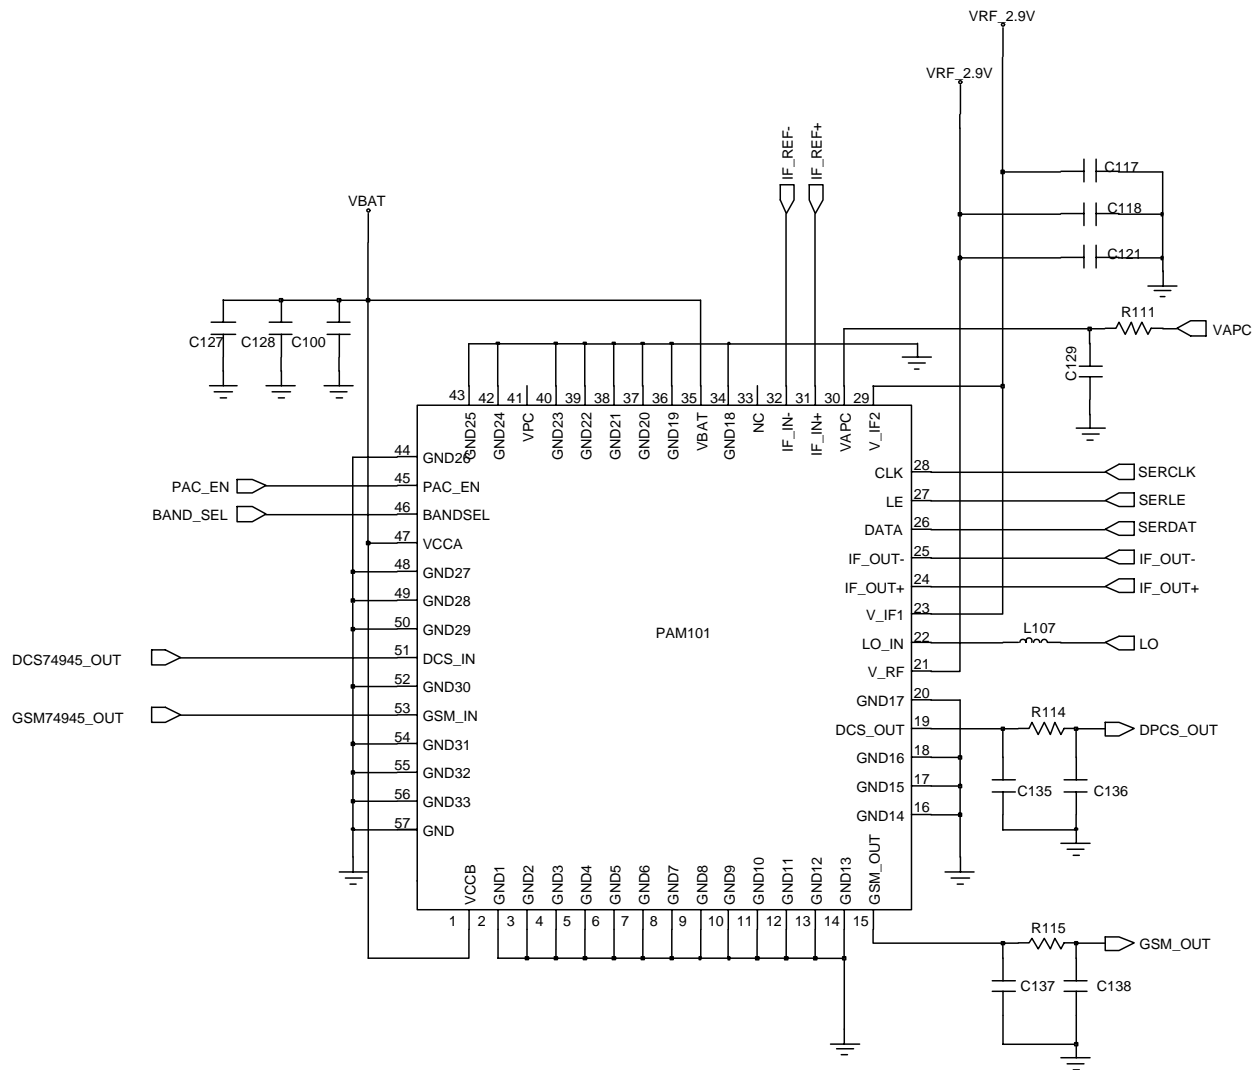 VRF_2.9V
VRF_2.9V
IF_REF-
IF_REF+
C117
C118
C121
VBAT
C127
C128
C100
R111
VAPC
C129
43
42
41
40
39
38
37
36
35
34
33
32
31
30
29
GND25
GND24
VPC
GND23
GND22
GND21
GND20
GND19
VBAT
GND18
NC
IF_IN-
IF_IN+
VAPC
V_IF2
44 GND26
PAC_EN 45 PAC_EN
BAND_SEL 46 BANDSEL
47 VCCA
48 GND27
49 GND28
50 GND29
DCS74945_OUT 51 DCS_IN
52 GND30
GSM74945_OUT 53 GSM_IN
54 GND31
55 GND32
56 GND33
57 GND
PAM101
CLK 28 SERCLK
LE 27 SERLE
DATA 26 SERDAT
IF_OUT- 25 IF_OUT-
IF_OUT+ 24 IF_OUT+
V_IF1 23
LO_IN 22 L107 LO
V_RF 21
GND17 20
DCS_OUT 19 R114 DPCS_OUT
GND16 18
GND15 17
GND14 16
C135
C136
VCCB
GND1
GND2
GND3
GND4
GND5
GND6
GND7
GND8
GND9
GND10
GND11
GND12
GND13
GSM_OUT
1
2
3
4
5
6
7
8
9
10
11
12
13
14
15
R115
GSM_OUT
C137
C138